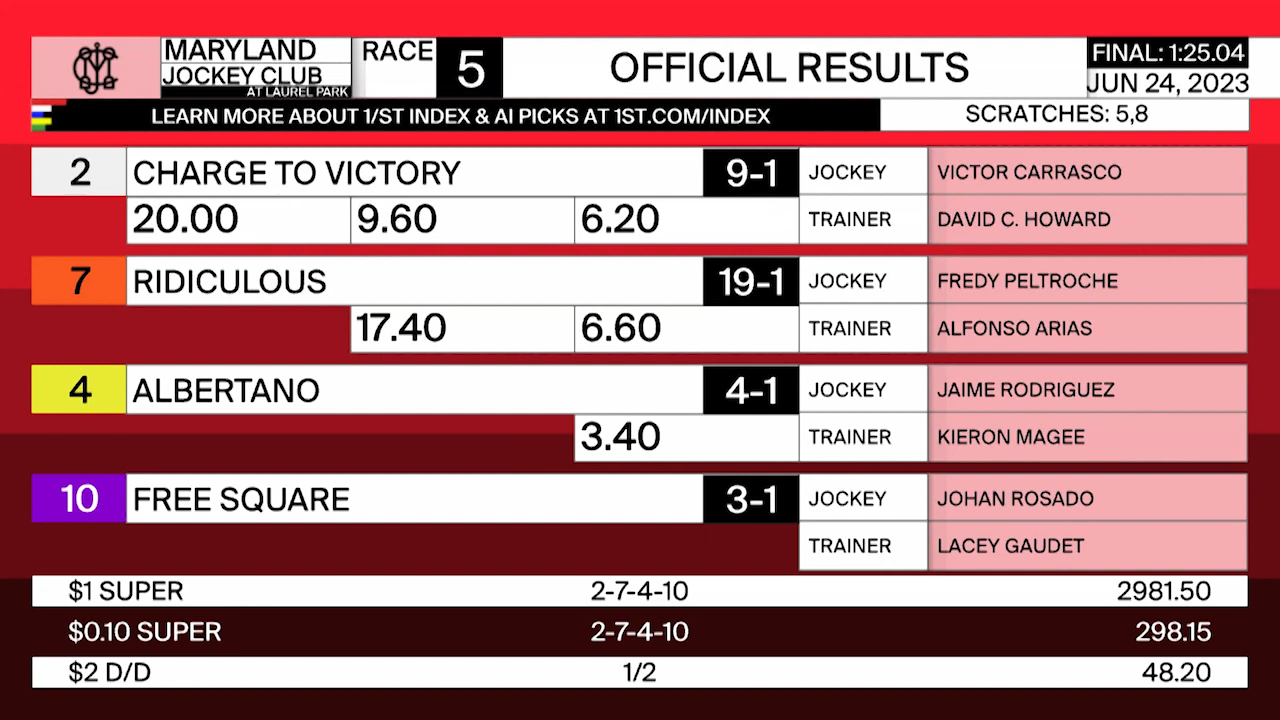 MARYLAND
JOCKEY CLUB
AT LAUREL PARK
RACE 5
OFFICIAL RESULTS
FINAL: 1:25.04
JUN 24, 2023
LEARN MORE ABOUT 1/ST INDEX & AI PICKS AT 1ST.COM/INDEX
SCRATCHES: 5,8
2 CHARGE TO VICTORY 9-1 JOCKEY VICTOR CARRASCO
20.00 9.60 6.20 TRAINER DAVID C. HOWARD
7 RIDICULOUS 19-1 JOCKEY FREDY PELTROCHE
17.40 6.60 TRAINER ALFONSO ARIAS
4 ALBERTANO 4-1 JOCKEY JAIME RODRIGUEZ
3.40 TRAINER KIERON MAGEE
10 FREE SQUARE 3-1 JOCKEY JOHAN ROSADO
TRAINER LACEY GAUDET
$1 SUPER 2-7-4-10 2981.50
$0.10 SUPER 2-7-4-10 298.15
$2 D/D 1/2 48.20